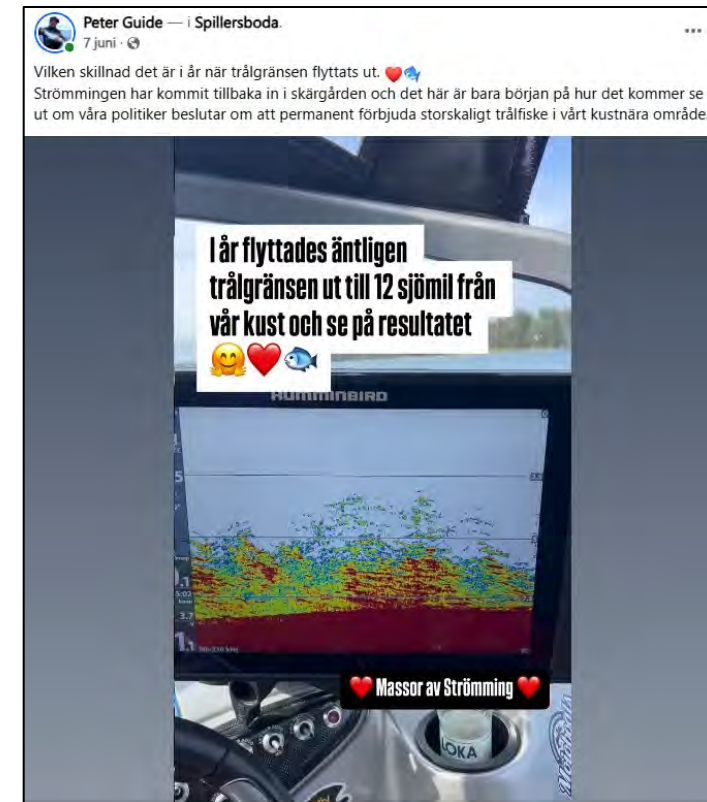 Peter Guide — i Spillersboda.
7 juni ·
Vilken skillnad det är i år när trålgränsen flyttats ut. ❤️🐟
Strömmingen har kommit tillbaka in i skärgården och det här är bara början på hur det kommer se
ut om våra politiker beslutar om att permanent förbjuda storskaligt trålfiske i vårt kustnära område.
I år flyttades äntligen
trålgränsen ut till 12 sjömil från
vår kust och se på resultatet
🤗❤️🐟
HUMMINBIRD
5
3.7
❤️ Massor av Strömming ❤️
LOKA